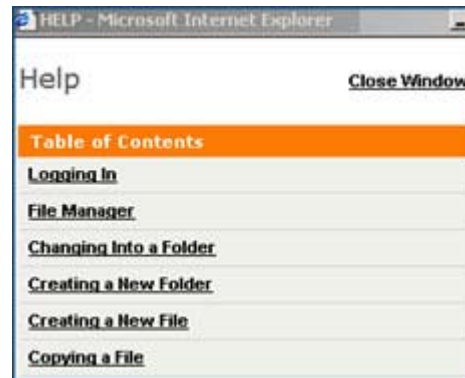 HELP - Microsoft Internet Explorer
Help
Close Window
Table of Contents
Logging In
File Manager
Changing Into a Folder
Creating a New Folder
Creating a New File
Copying a File